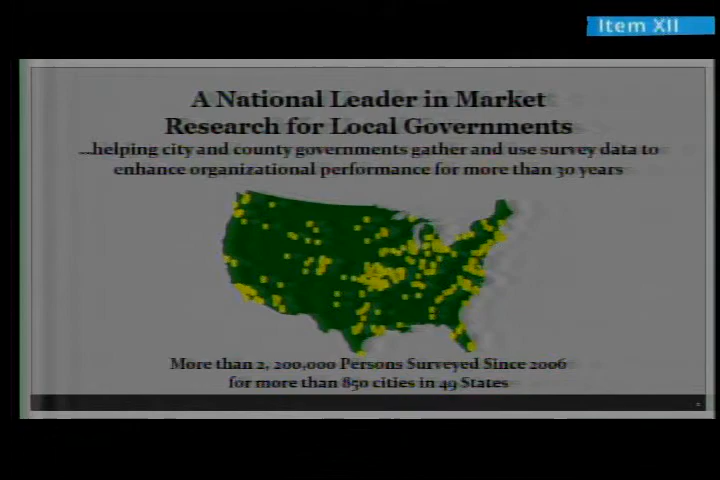 Item XII
A National Leader in Market
Research for Local Governments
...helping city and county governments gather and use survey data to
enhance organizational performance for more than 30 years
More than 2, 200,000 Persons Surveyed Since 2006
for more than 850 cities in 49 States